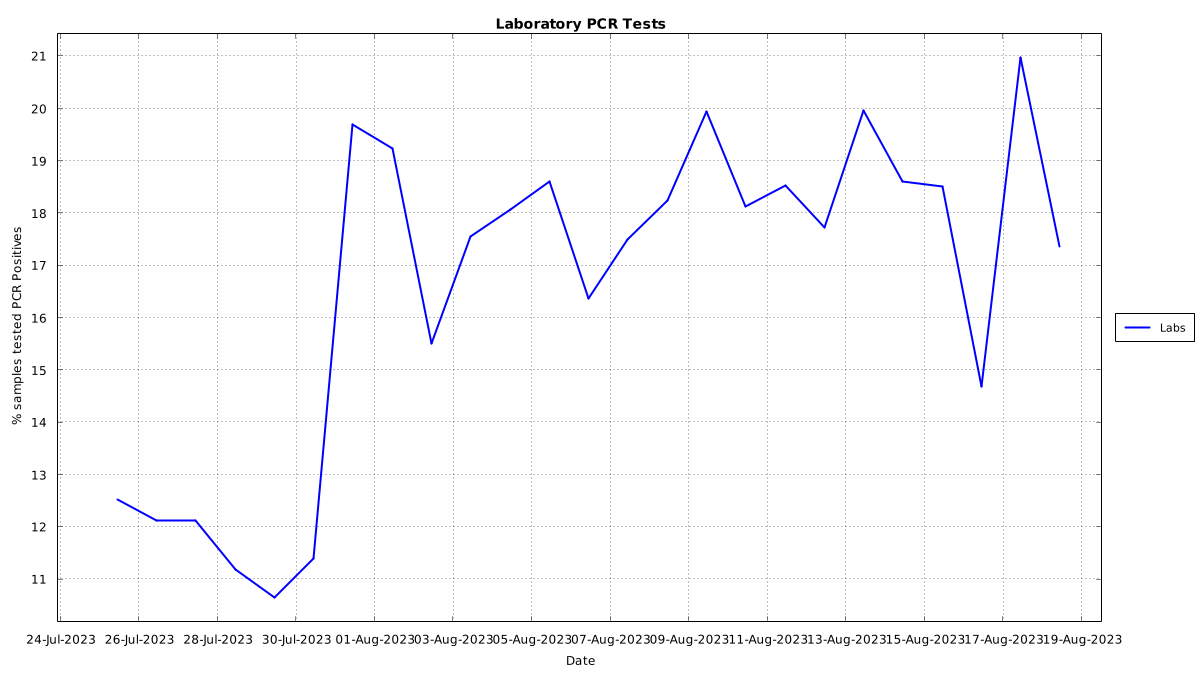 Laboratory PCR Tests
21
20
19
18
17
16
15
14
13
12
11
% samples tested PCR Positives
24-Jul-2023 26-Jul-2023 28-Jul-2023 30-Jul-2023 01-Aug-2023 03-Aug-2023 05-Aug-2023 07-Aug-2023 09-Aug-2023 11-Aug-2023 13-Aug-2023 15-Aug-2023 17-Aug-2023 19-Aug-2023
Date
Labs